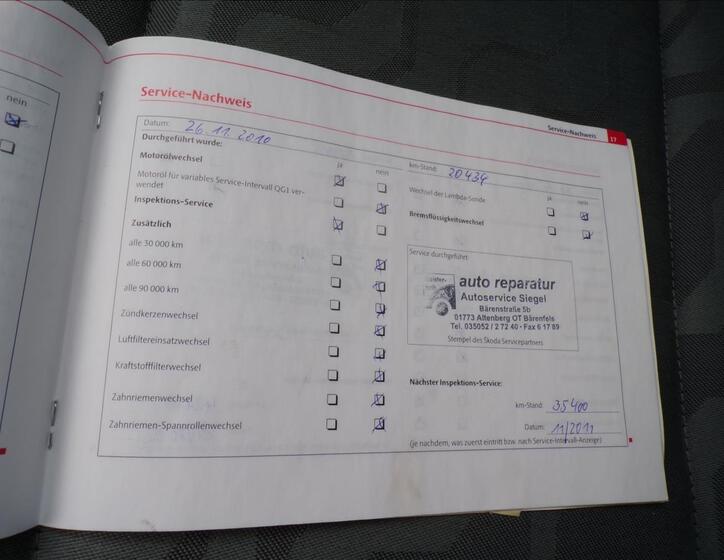 nein
Service-Nachweis 17
Service-Nachweis
Datum: 26.11.2010
km-Stand: 20434
Durchgeführt wurde:
ja nein
ja nein
Motorölwechsel
Motoröl für variables Service-Intervall QG1 ver-
wendet
Wechsel der Lambda-Sonde
Inspektions-Service
Bremsflüssigkeitswechsel
Zusätzlich
alle 30 000 km
alle 60 000 km
alle 90 000 km
Zündkerzenwechsel
Luftfiltereinsatzwechsel
Kraftstofffilterwechsel
Zahnriemenwechsel
Zahnriemen-Spannrollenwechsel
Service durchgeführt:
auto reparatur
Autoservice Siegel
Bärenstraße 5b
01773 Altenberg OT Bärenfels
Tel. 035052 / 2 72 40 · Fax 6 17 89
Stempel des Škoda Servicepartners
Nächster Inspektions-Service:
km-Stand: 35400
Datum: 11/2011
(je nachdem, was zuerst eintritt bzw. nach Service-Intervall-Anzeige)